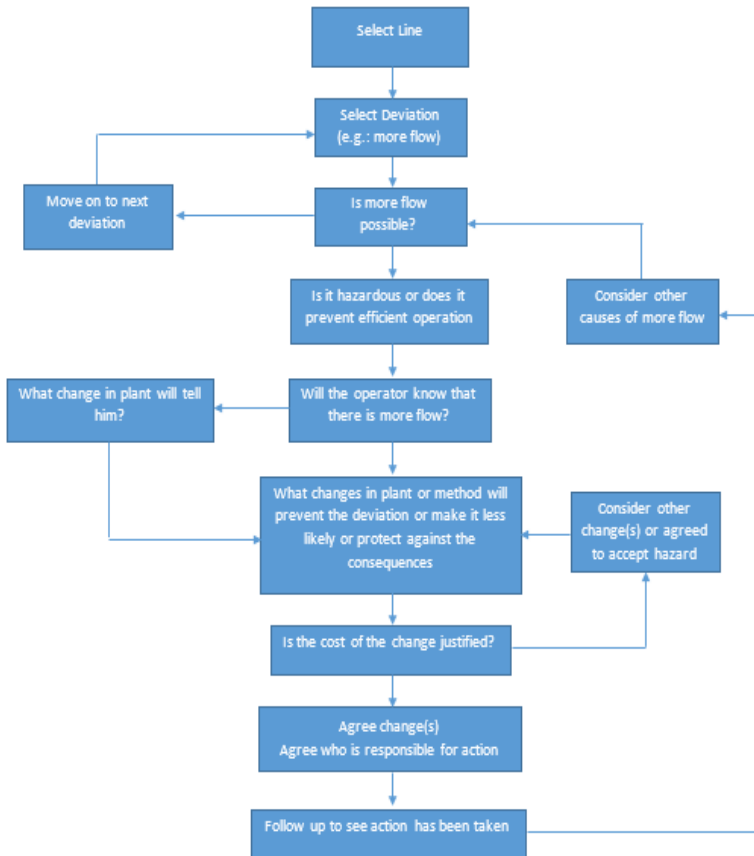 Select Line
Select Deviation
(e.g.: more flow)
Move on to next
deviation
Is more flow
possible?
Is it hazardous or does it
prevent efficient operation
Consider other
causes of more flow
What change in plant will tell
him?
Will the operator know that
there is more flow?
What changes in plant or method will
prevent the deviation or make it less
likely or protect against the
consequences
Consider other
change(s) or agreed
to accept hazard
Is the cost of the change justified?
Agree change(s)
Agree who is responsible for action
Follow up to see action has been taken